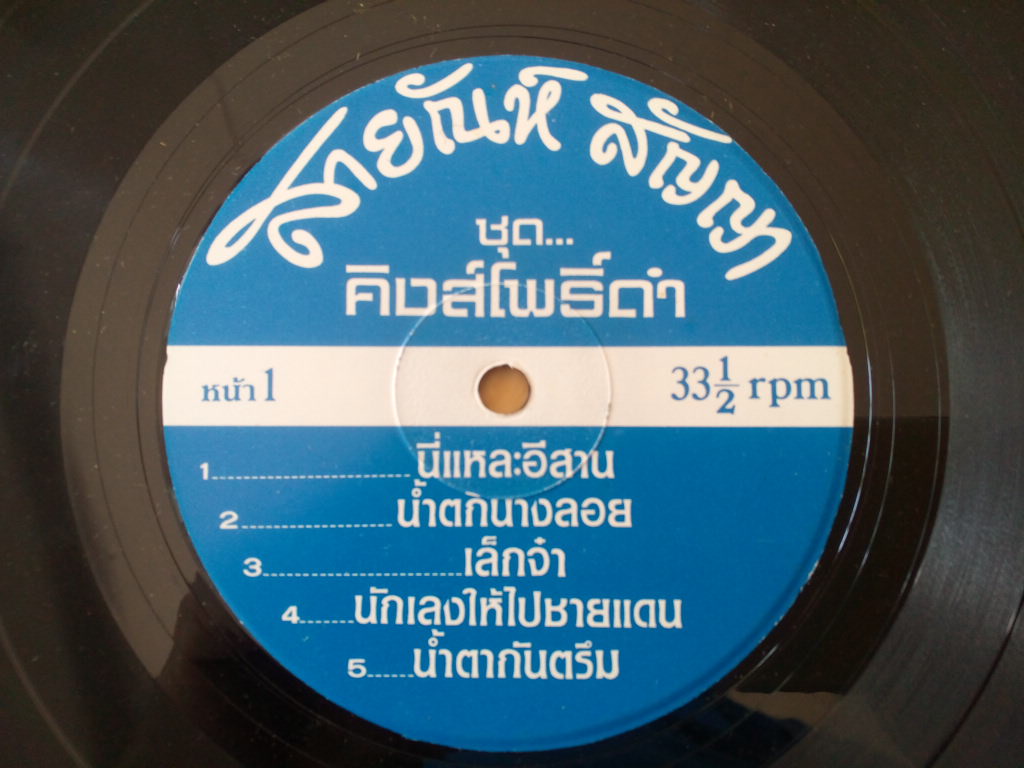 สายัณห์ สัญญา
ชุด...
คิงส์โพธิ์ดำ
หน้า 1
33 1/2 rpm
1.......................... นี่แหละอีสาน
2.................... น้ำตกนางลอย
3..........................เล็กจ๋า
4.......นักเลงให้ไปชายแดน
5......น้ำตากันตรึม